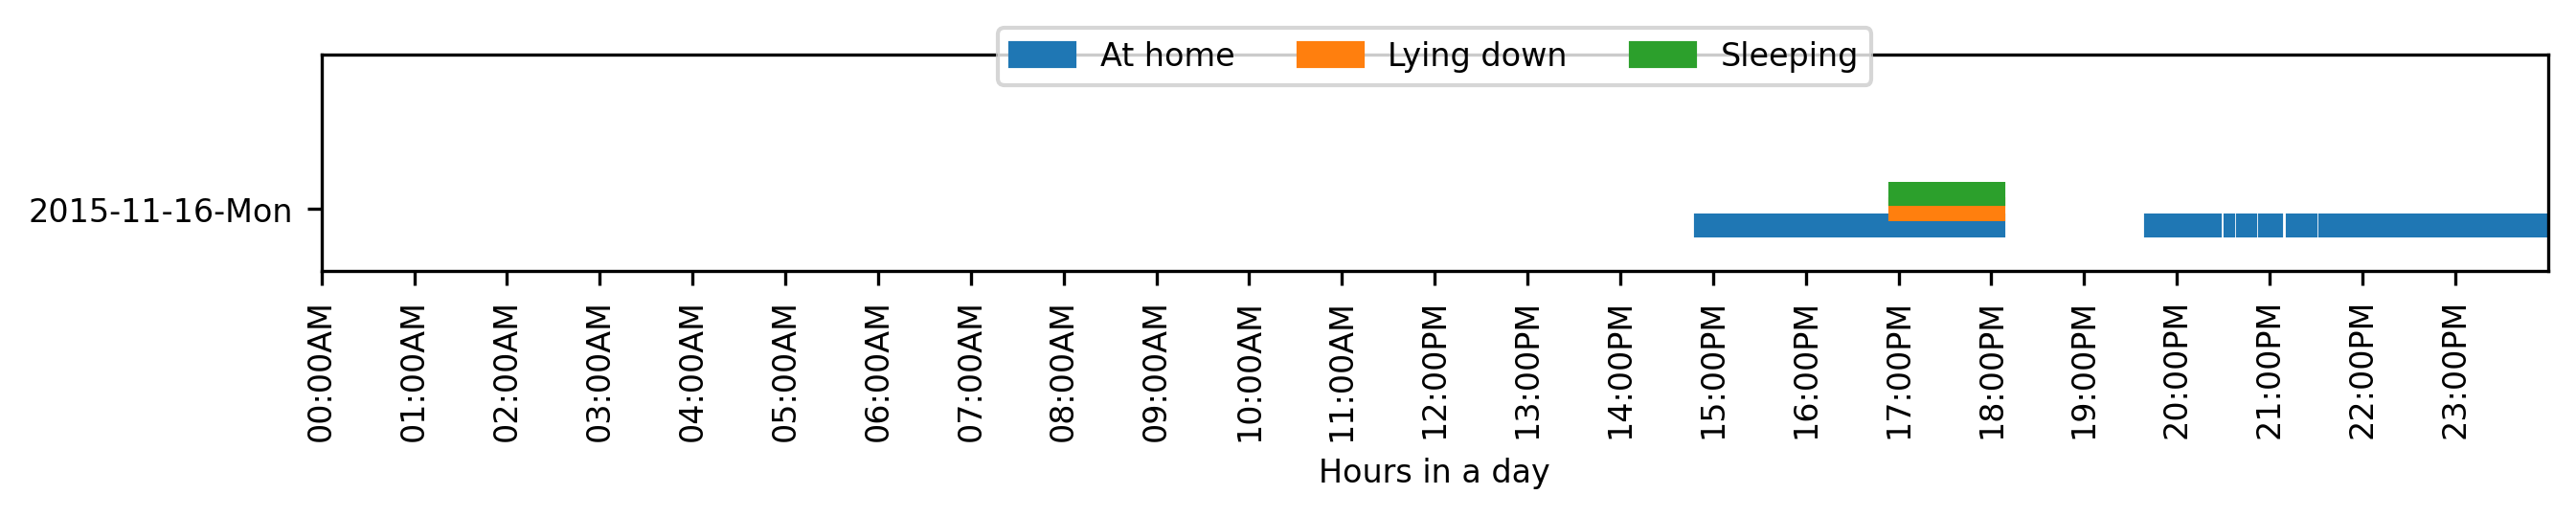 At home Lying down Sleeping
2015-11-16-Mon
00:00AM 01:00AM 02:00AM 03:00AM 04:00AM 05:00AM 06:00AM 07:00AM 08:00AM 09:00AM 10:00AM 11:00AM 12:00PM 13:00PM 14:00PM 15:00PM 16:00PM 17:00PM 18:00PM 19:00PM 20:00PM 21:00PM 22:00PM 23:00PM
Hours in a day